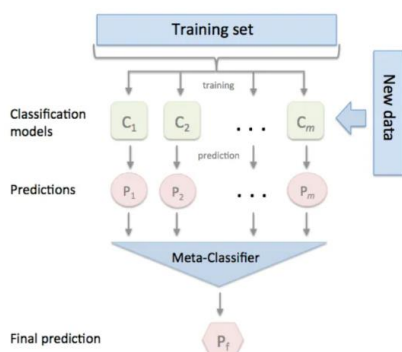 Training set
training
Classification models
C1 C2 ... Cm
New data
prediction
Predictions
P1 P2 ... Pm
Meta-Classifier
Final prediction
Pf